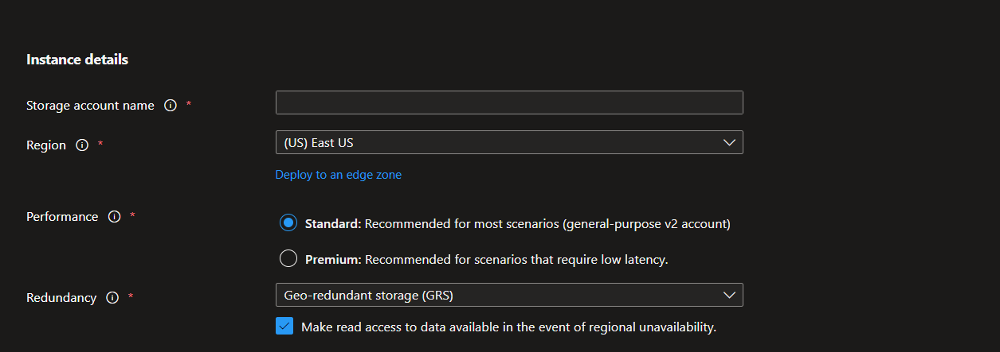 Instance details
Storage account name *
Region *
(US) East US
Deploy to an edge zone
Performance *
Standard: Recommended for most scenarios (general-purpose v2 account)
Premium: Recommended for scenarios that require low latency.
Redundancy *
Geo-redundant storage (GRS)
Make read access to data available in the event of regional unavailability.